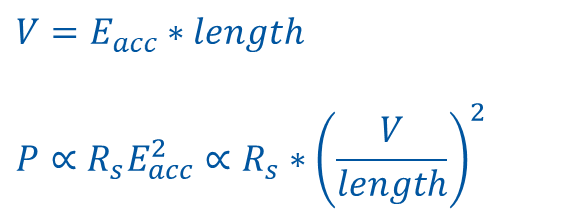 V = E_acc * length
P ∝ R_s E_acc^2 ∝ R_s * (V / length)^2